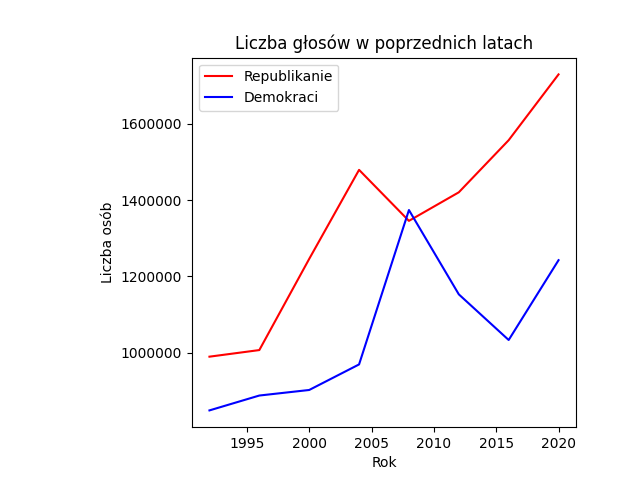 Liczba głosów w poprzednich latach
Republikanie
Demokraci
1600000
1400000
1200000
1000000
Liczba osób
1995 2000 2005 2010 2015 2020
Rok